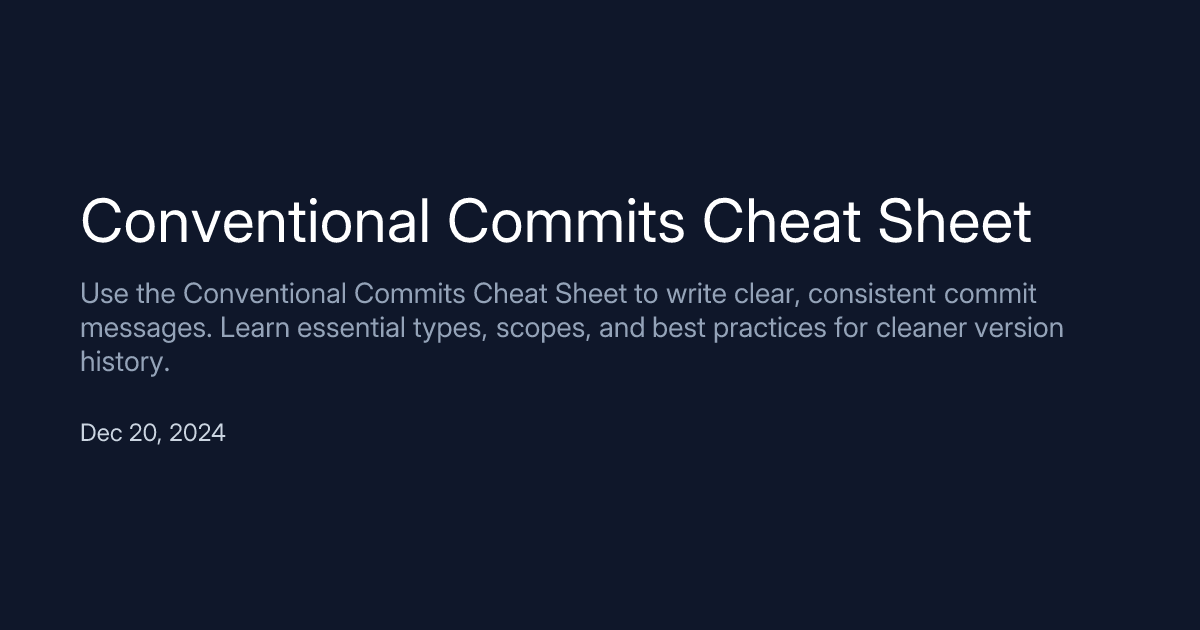 Conventional Commits Cheat Sheet
Use the Conventional Commits Cheat Sheet to write clear, consistent commit
messages. Learn essential types, scopes, and best practices for cleaner version
history.
Dec 20, 2024